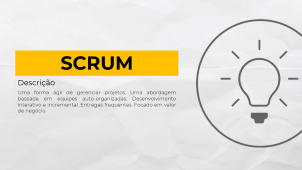 SCRUM
Descrição
Uma forma ágil de gerenciar projetos. Uma abordagem
baseada em equipes auto-organizadas. Desenvolvimento
interativo e incremental. Entregas frequentes. Focado em valor
de negócio.